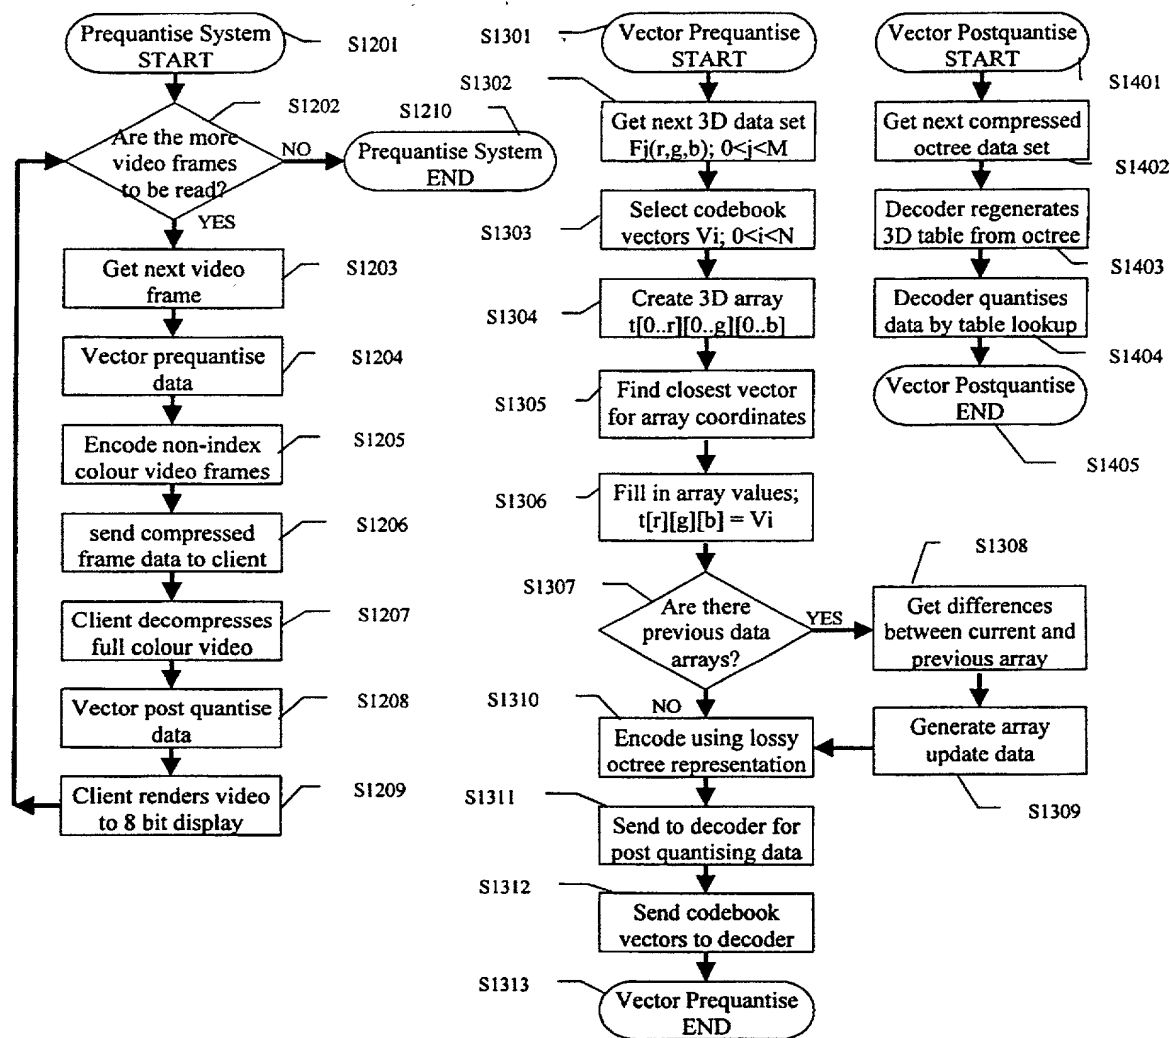 Prequantise System
START
S1201
S1202
Are the more
video frames
to be read?
NO
S1210
Prequantise System
END
YES
Get next video
frame
S1203
Vector prequantise
data
S1204
Encode non-index
colour video frames
S1205
send compressed
frame data to client
S1206
Client decompresses
full colour video
S1207
Vector post quantise
data
S1208
Client renders video
to 8 bit display
S1209
S1301
Vector Prequantise
START
S1302
Get next 3D data set
Fj(r,g,b); 0<j<M
S1303
Select codebook
vectors Vi; 0<i<N
S1304
Create 3D array
t[0..r][0..g][0..b]
S1305
Find closest vector
for array coordinates
S1306
Fill in array values;
t[r][g][b] = Vi
S1307
Are there
previous data
arrays?
YES
S1308
Get differences
between current and
previous array
Generate array
update data
S1309
NO
S1310
Encode using lossy
octree representation
S1311
Send to decoder for
post quantising data
S1312
Send codebook
vectors to decoder
S1313
Vector Prequantise
END
Vector Postquantise
START
S1401
Get next compressed
octree data set
S1402
Decoder regenerates
3D table from octree
S1403
Decoder quantises
data by table lookup
S1404
Vector Postquantise
END
S1405